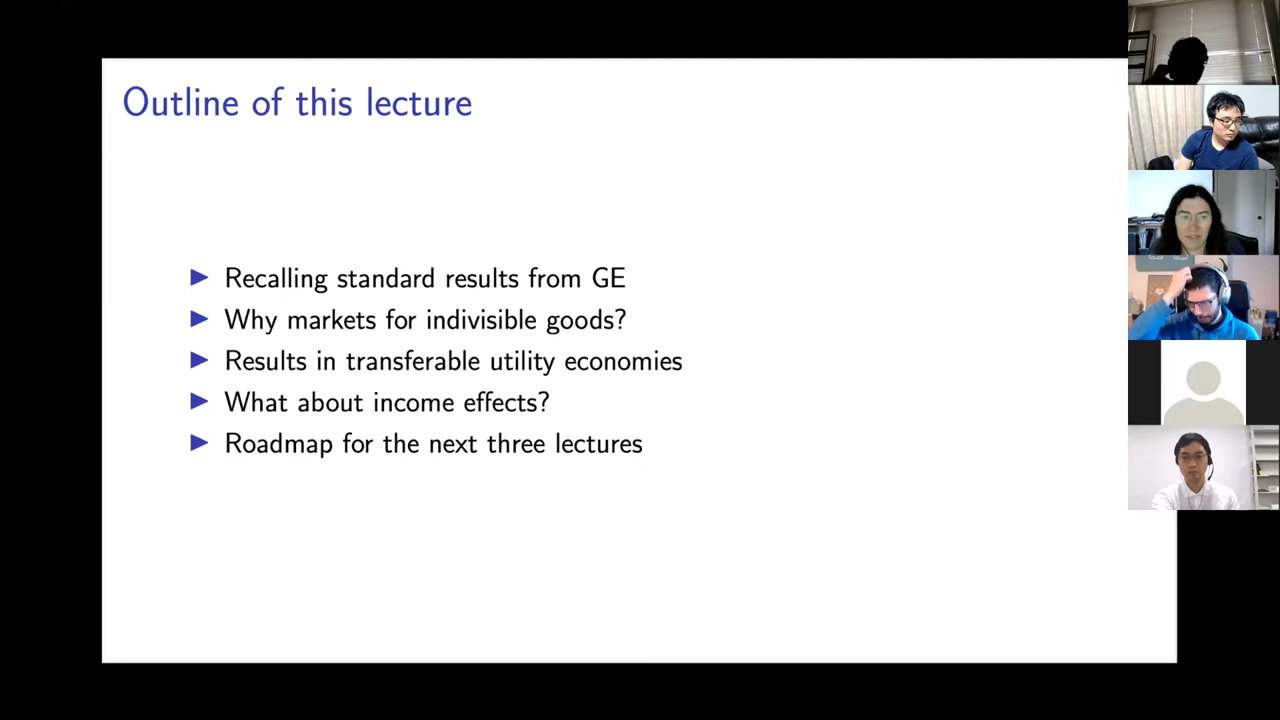 Outline of this lecture
Recalling standard results from GE
Why markets for indivisible goods?
Results in transferable utility economies
What about income effects?
Roadmap for the next three lectures